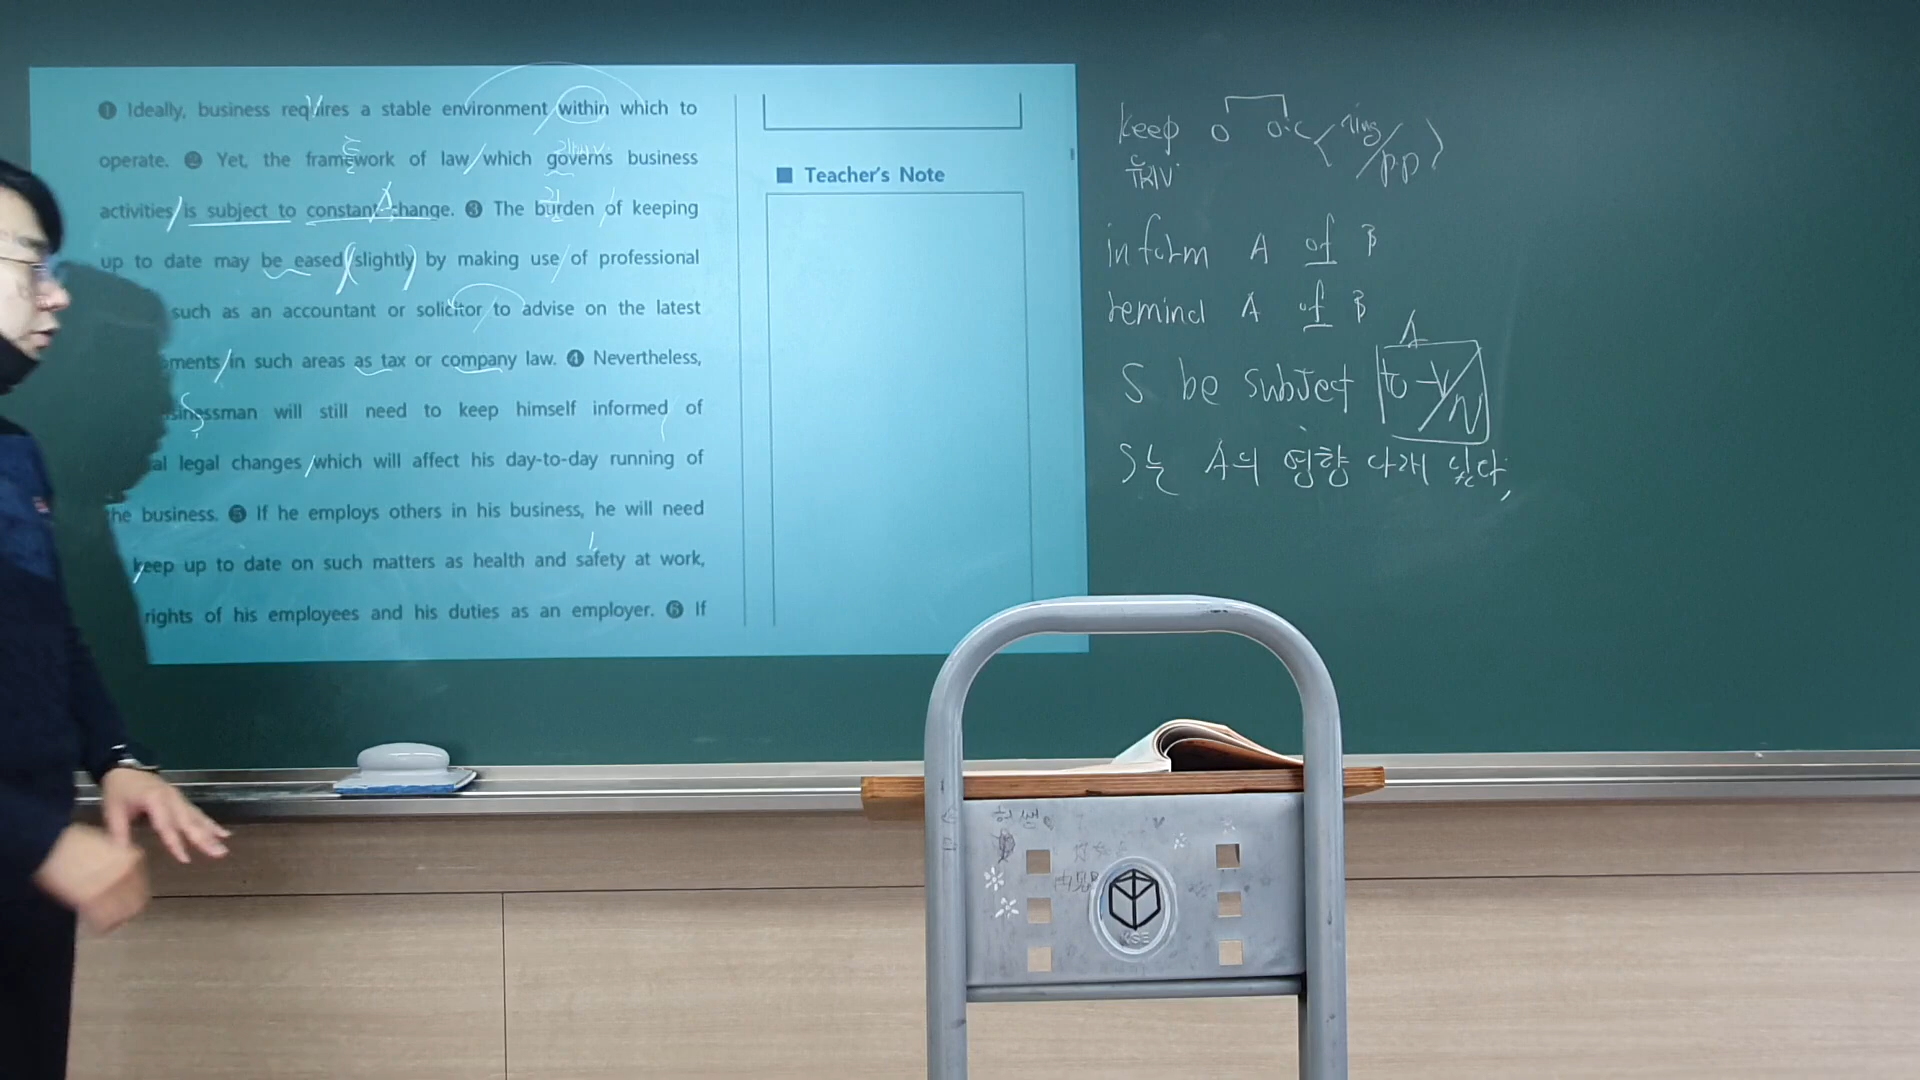 ❶ Ideally, business requires a stable environment within which to
operate. ❷ Yet, the framework of law which governs business
activities is subject to constant change. ❸ The burden of keeping
up to date may be eased slightly by making use of professional
such as an accountant or solicitor to advise on the latest
in such areas as tax or company law. ❹ Nevertheless,
will still need to keep himself informed of
legal changes which will affect his day-to-day running of
the business. ❺ If he employs others in his business, he will need
keep up to date on such matters as health and safety at work,
rights of his employees and his duties as an employer. ❻ If
틀
A
■ Teacher's Note
keep O O·C ing/p.p
유지V
inform A of B
remind A of B
A
S be subject to-V/N
S는 A의 영향 아래 있다,
KSE